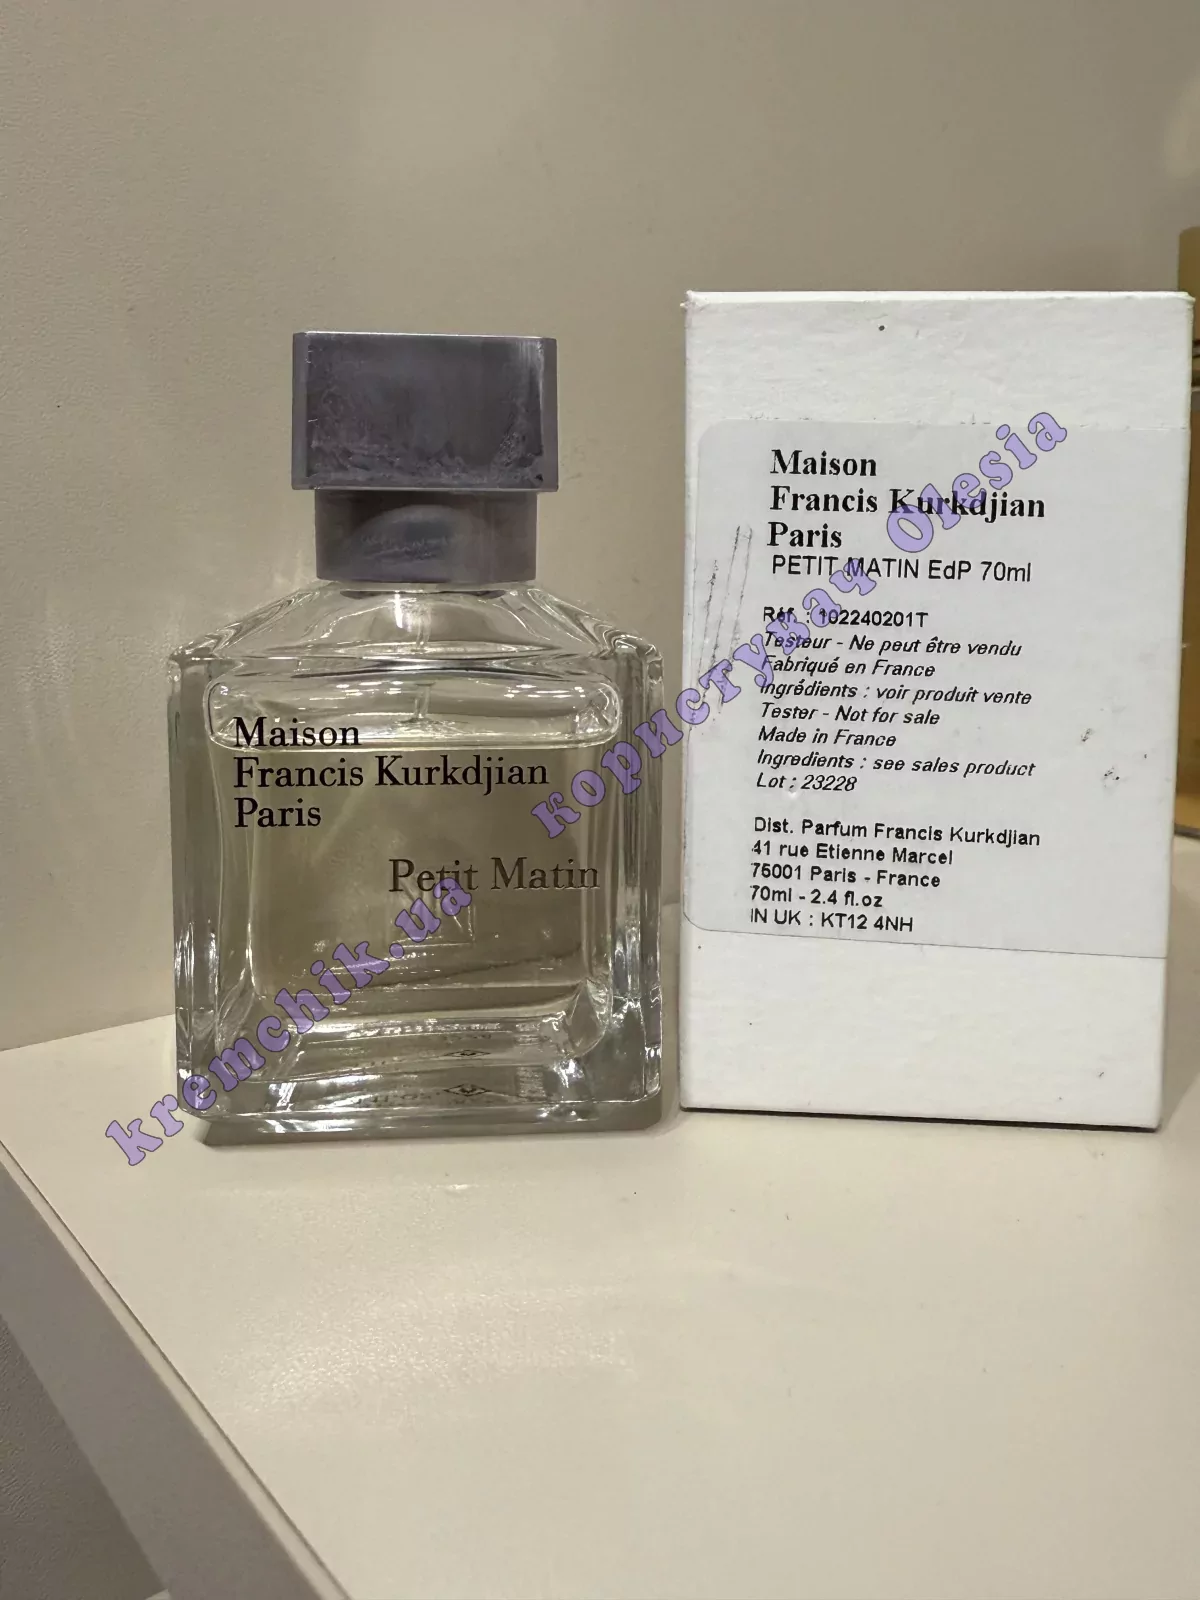 Maison
Francis Kurkdjian
Paris
Petit Matin
Maison
Francis Kurkdjian
Paris
PETIT MATIN EdP 70ml
Réf. : 102240201T
Testeur - Ne peut être vendu
Fabriqué en France
Ingrédients : voir produit vente
Tester - Not for sale
Made in France
Ingredients : see sales product
Lot : 23228
Dist. Parfum Francis Kurkdjian
41 rue Etienne Marcel
75001 Paris - France
70ml - 2.4 fl.oz
IN UK : KT12 4NH
kremchik.ua користувач Olesia